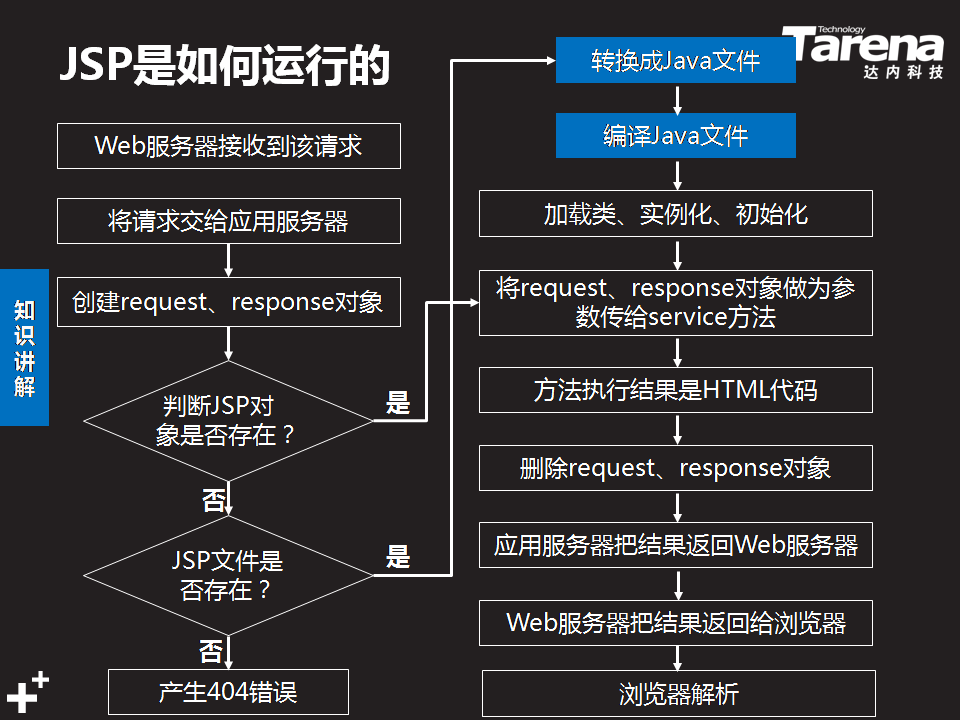 JSP是如何运行的
Technology
Tarena
达内科技
知
识
讲
解
Web服务器接收到该请求
将请求交给应用服务器
创建request、response对象
判断JSP对
象是否存在？
是
否
JSP文件是
否存在？
是
否
产生404错误
转换成Java文件
编译Java文件
加载类、实例化、初始化
将request、response对象做为参
数传给service方法
方法执行结果是HTML代码
删除request、response对象
应用服务器把结果返回Web服务器
Web服务器把结果返回给浏览器
浏览器解析